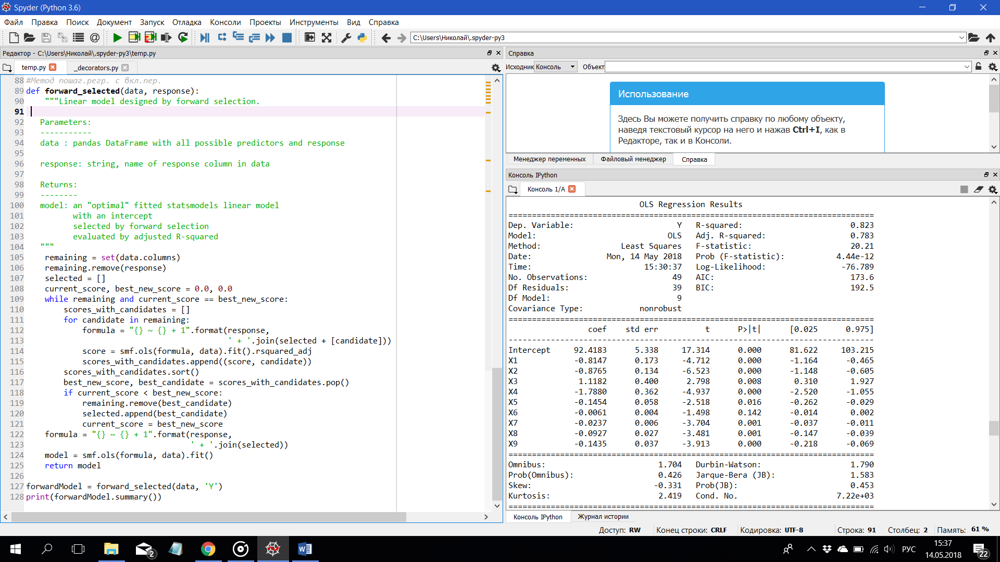 Spyder (Python 3.6)
Файл Правка Поиск Документ Запуск Отладка Консоли Проекты Инструменты Вид Справка
C:\Users\Николай\.spyder-py3
Редактор - C:\Users\Николай\.spyder-py3\temp.py
temp.py _decorators.py
88 #Метод пошаг.регр. с вкл.пер.
89 def forward_selected(data, response):
90 """Linear model designed by forward selection.
91
92 Parameters:
93 -----------
94 data : pandas DataFrame with all possible predictors and response
95
96 response: string, name of response column in data
97
98 Returns:
99 --------
100 model: an "optimal" fitted statsmodels linear model
101 with an intercept
102 selected by forward selection
103 evaluated by adjusted R-squared
104 """
105 remaining = set(data.columns)
106 remaining.remove(response)
107 selected = []
108 current_score, best_new_score = 0.0, 0.0
109 while remaining and current_score == best_new_score:
110 scores_with_candidates = []
111 for candidate in remaining:
112 formula = "{} ~ {} + 1".format(response,
113 ' + '.join(selected + [candidate]))
114 score = smf.ols(formula, data).fit().rsquared_adj
115 scores_with_candidates.append((score, candidate))
116 scores_with_candidates.sort()
117 best_new_score, best_candidate = scores_with_candidates.pop()
118 if current_score < best_new_score:
119 remaining.remove(best_candidate)
120 selected.append(best_candidate)
121 current_score = best_new_score
122 formula = "{} ~ {} + 1".format(response,
123 ' + '.join(selected))
124 model = smf.ols(formula, data).fit()
125 return model
126
127 forwardModel = forward_selected(data, 'Y')
128 print(forwardModel.summary())
Справка
Исходник Консоль Объект
Использование
Здесь Вы можете получить справку по любому объекту,
наведя текстовый курсор на него и нажав Ctrl+I, как в
Редакторе, так и в Консоли.
Менеджер переменных Файловый менеджер Справка
Консоль IPython
Консоль 1/A
OLS Regression Results
==============================================================================
Dep. Variable: Y R-squared: 0.823
Model: OLS Adj. R-squared: 0.783
Method: Least Squares F-statistic: 20.21
Date: Mon, 14 May 2018 Prob (F-statistic): 4.44e-12
Time: 15:30:37 Log-Likelihood: -76.789
No. Observations: 49 AIC: 173.6
Df Residuals: 39 BIC: 192.5
Df Model: 9
Covariance Type: nonrobust
==============================================================================
coef std err t P>|t| [0.025 0.975]
------------------------------------------------------------------------------
Intercept 92.4183 5.338 17.314 0.000 81.622 103.215
X1 -0.8147 0.173 -4.712 0.000 -1.164 -0.465
X2 -0.8765 0.134 -6.523 0.000 -1.148 -0.605
X3 1.1182 0.400 2.798 0.008 0.310 1.927
X4 -1.7880 0.362 -4.937 0.000 -2.520 -1.055
X5 -0.1454 0.058 -2.518 0.016 -0.262 -0.029
X6 -0.0061 0.004 -1.498 0.142 -0.014 0.002
X7 -0.0237 0.006 -3.704 0.001 -0.037 -0.011
X8 -0.0927 0.027 -3.481 0.001 -0.147 -0.039
X9 -0.1435 0.037 -3.913 0.000 -0.218 -0.069
==============================================================================
Omnibus: 1.704 Durbin-Watson: 1.790
Prob(Omnibus): 0.426 Jarque-Bera (JB): 1.583
Skew: -0.331 Prob(JB): 0.453
Kurtosis: 2.419 Cond. No. 7.22e+03
==============================================================================
Консоль IPython Журнал истории
Доступ: RW Конец строки: CRLF Кодировка: UTF-8 Строка: 91 Столбец: 2 Память: 61 %
2 РУС 15:37
14.05.2018 22